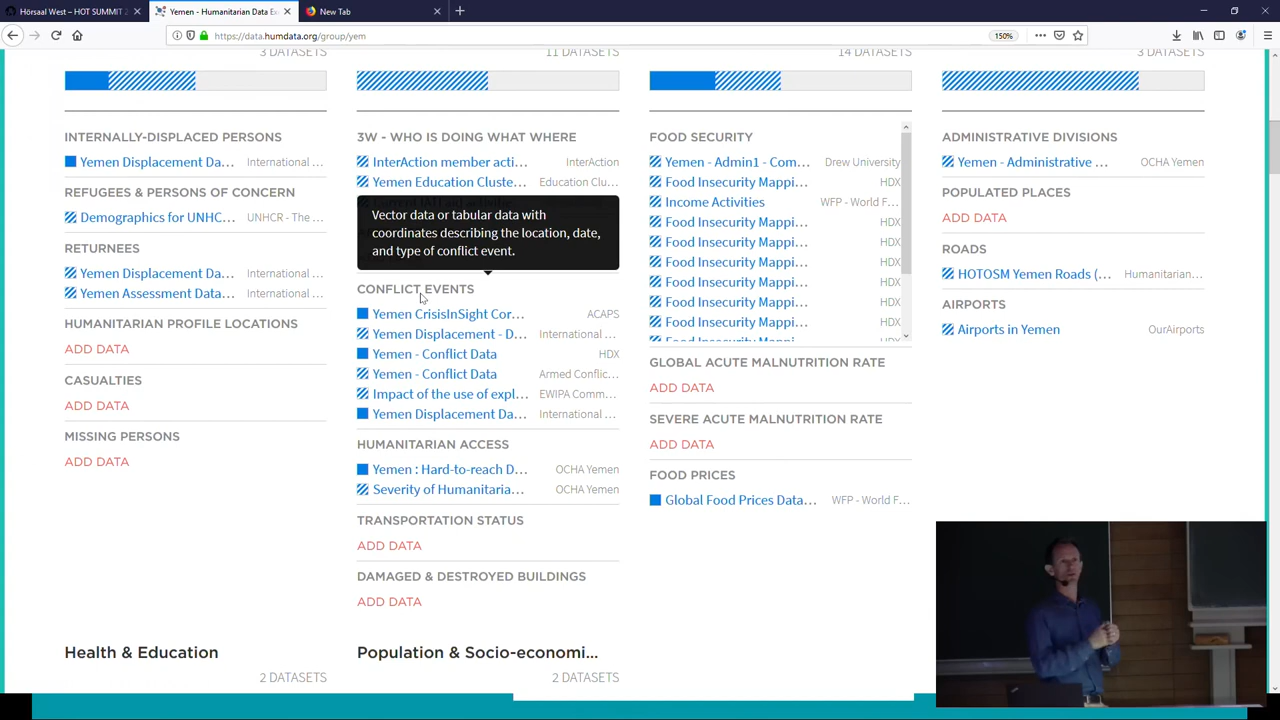 Hörsaal West – HOT SUMMIT 2
Yemen - Humanitarian Data Ex
New Tab
https://data.humdata.org/group/yem
150%
3 DATASETS
11 DATASETS
14 DATASETS
3 DATASETS
INTERNALLY-DISPLACED PERSONS
Yemen Displacement Da... International ...
REFUGEES & PERSONS OF CONCERN
Demographics for UNHC... UNHCR - The ...
RETURNEES
Yemen Displacement Da... International ...
Yemen Assessment Data... International ...
HUMANITARIAN PROFILE LOCATIONS
ADD DATA
CASUALTIES
ADD DATA
MISSING PERSONS
ADD DATA
3W - WHO IS DOING WHAT WHERE
InterAction member acti... InterAction
Yemen Education Cluste... Education Clu...
Vector data or tabular data with
coordinates describing the location, date,
and type of conflict event.
CONFLICT EVENTS
Yemen CrisisInSight Cor... ACAPS
Yemen Displacement - D... International ...
Yemen - Conflict Data HDX
Yemen - Conflict Data Armed Conflic...
Impact of the use of expl... EWIPA Comm...
Yemen Displacement Da... International ...
HUMANITARIAN ACCESS
Yemen : Hard-to-reach D... OCHA Yemen
Severity of Humanitaria... OCHA Yemen
TRANSPORTATION STATUS
ADD DATA
DAMAGED & DESTROYED BUILDINGS
ADD DATA
FOOD SECURITY
Yemen - Admin1 - Com... Drew University
Food Insecurity Mappi... HDX
Income Activities WFP - World F...
Food Insecurity Mappi... HDX
Food Insecurity Mappi... HDX
Food Insecurity Mappi... HDX
Food Insecurity Mappi... HDX
Food Insecurity Mappi... HDX
Food Insecurity Mappi... HDX
GLOBAL ACUTE MALNUTRITION RATE
ADD DATA
SEVERE ACUTE MALNUTRITION RATE
ADD DATA
FOOD PRICES
Global Food Prices Data... WFP - World F...
ADMINISTRATIVE DIVISIONS
Yemen - Administrative ... OCHA Yemen
POPULATED PLACES
ADD DATA
ROADS
HOTOSM Yemen Roads (... Humanitarian...
AIRPORTS
Airports in Yemen OurAirports
Health & Education
2 DATASETS
Population & Socio-economi...
2 DATASETS